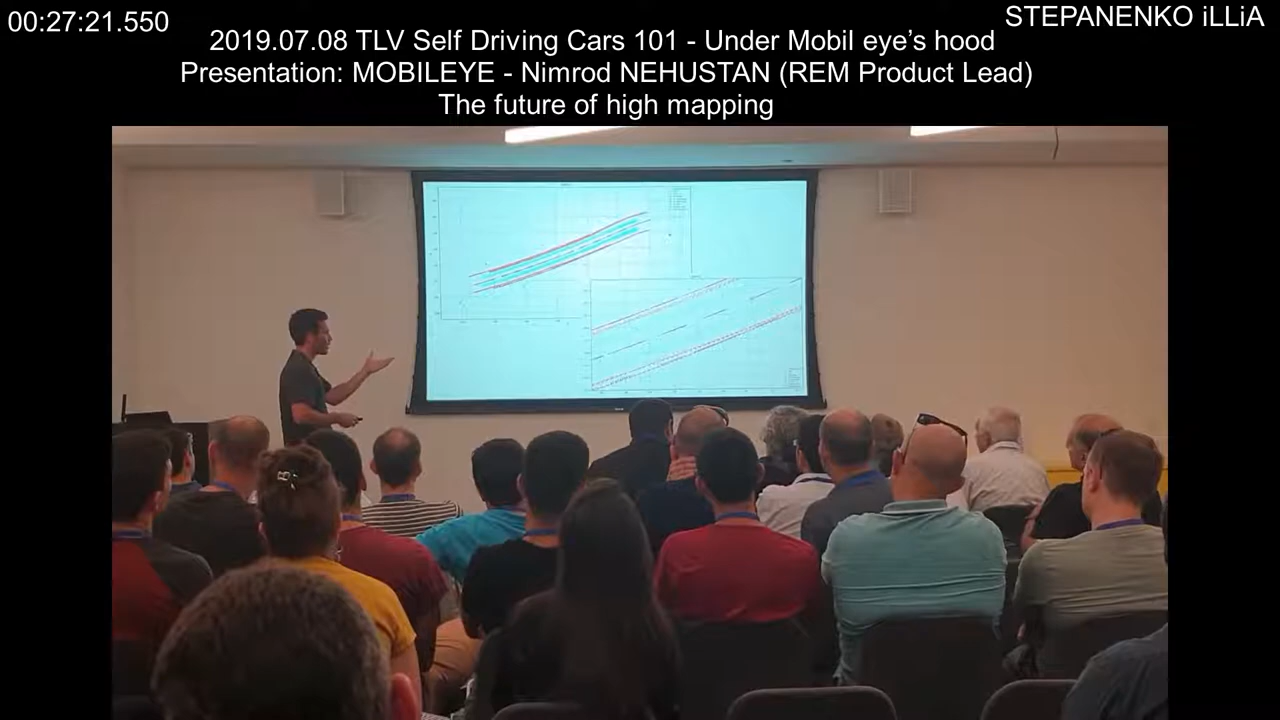 00:27:21.550
STEPANENKO iLLiA
2019.07.08 TLV Self Driving Cars 101 - Under Mobil eye's hood
Presentation: MOBILEYE - Nimrod NEHUSTAN (REM Product Lead)
The future of high mapping